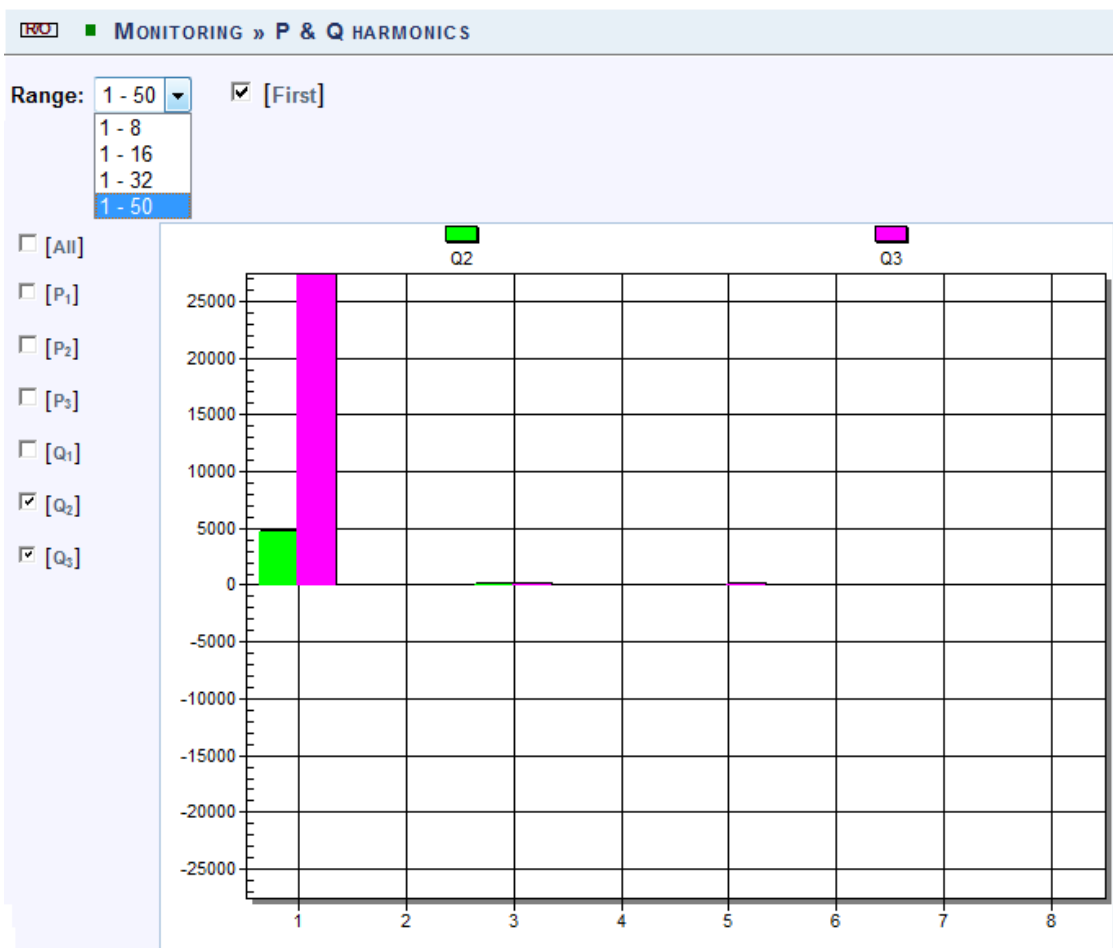 R/O MONITORING » P & Q HARMONICS
Range: 1 - 50 [First]
1 - 8
1 - 16
1 - 32
1 - 50
[All]
[P₁]
[P₂]
[P₃]
[Q₁]
[Q₂]
[Q₃]
Q2 Q3
25000
20000
15000
10000
5000
0
-5000
-10000
-15000
-20000
-25000
1 2 3 4 5 6 7 8